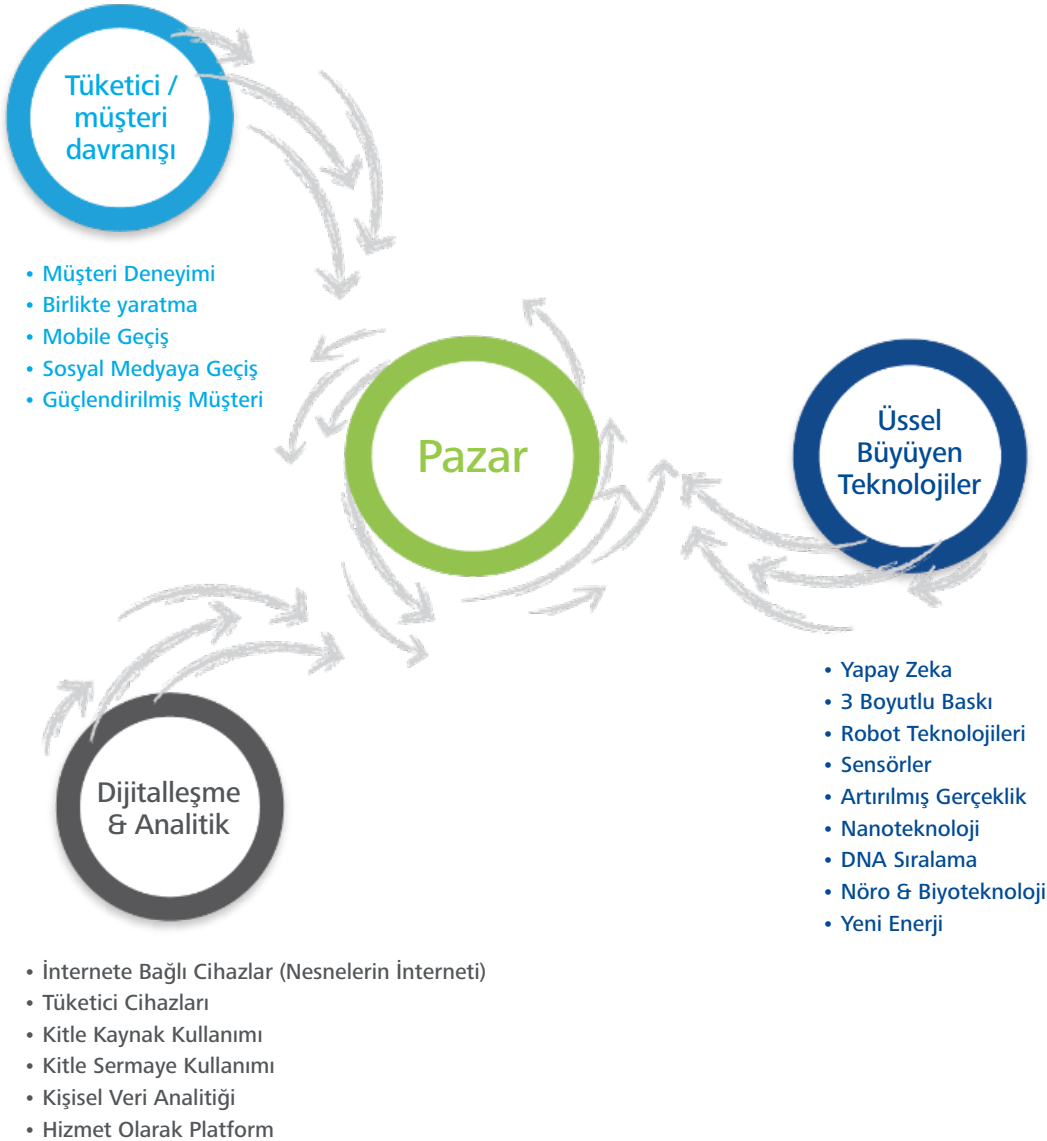 Tüketici /
müşteri
davranışı
• Müşteri Deneyimi
• Birlikte yaratma
• Mobile Geçiş
• Sosyal Medyaya Geçiş
• Güçlendirilmiş Müşteri
Pazar
Üssel
Büyüyen
Teknolojiler
• Yapay Zeka
• 3 Boyutlu Baskı
• Robot Teknolojileri
• Sensörler
• Artırılmış Gerçeklik
• Nanoteknoloji
• DNA Sıralama
• Nöro & Biyoteknoloji
• Yeni Enerji
Dijitalleşme
& Analitik
• İnternete Bağlı Cihazlar (Nesnelerin İnterneti)
• Tüketici Cihazları
• Kitle Kaynak Kullanımı
• Kitle Sermaye Kullanımı
• Kişisel Veri Analitiği
• Hizmet Olarak Platform